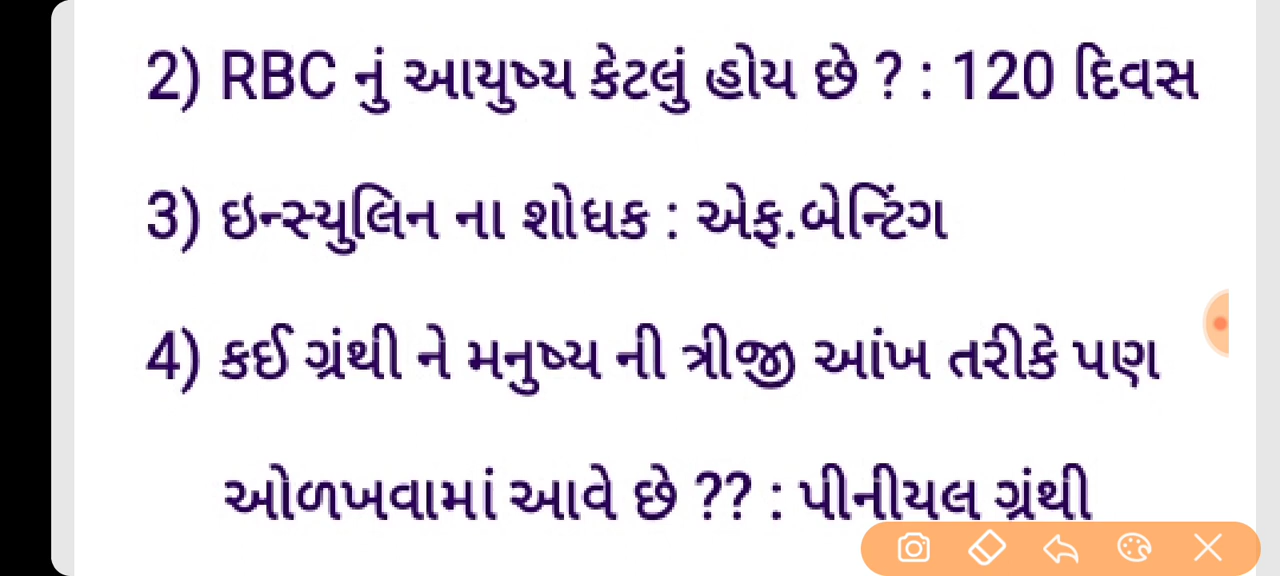 2) RBC નું આયુષ્ય કેટલું હોય છે ? : 120 દિવસ
3) ઇન્સ્યુલિન ના શોધક : એફ.બેન્ટિંગ
4) કઈ ગ્રંથી ને મનુષ્ય ની ત્રીજી આંખ તરીકે પણ
ઓળખવામાં આવે છે ?? : પીનીયલ ગ્રંથી